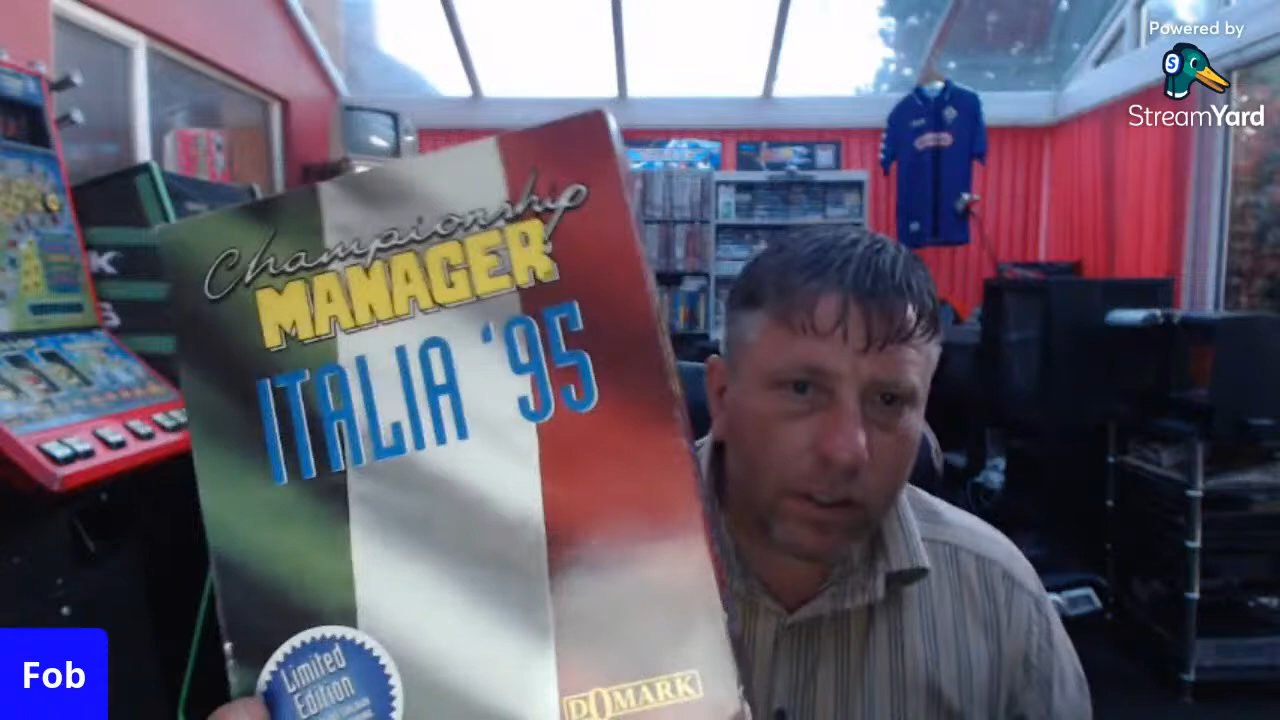 Powered by
StreamYard
Championship
MANAGER
ITALIA '95
Limited
Edition
DOMARK
Fob